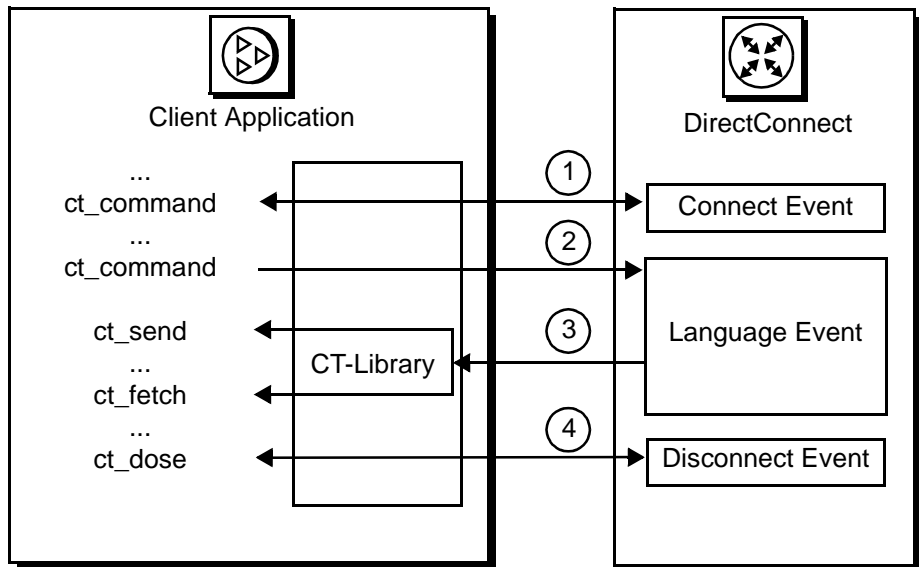 Client Application
DirectConnect
...
ct_command
1
Connect Event
...
ct_command
2
ct_send
...
ct_fetch
CT-Library
3
Language Event
...
ct_dose
4
Disconnect Event